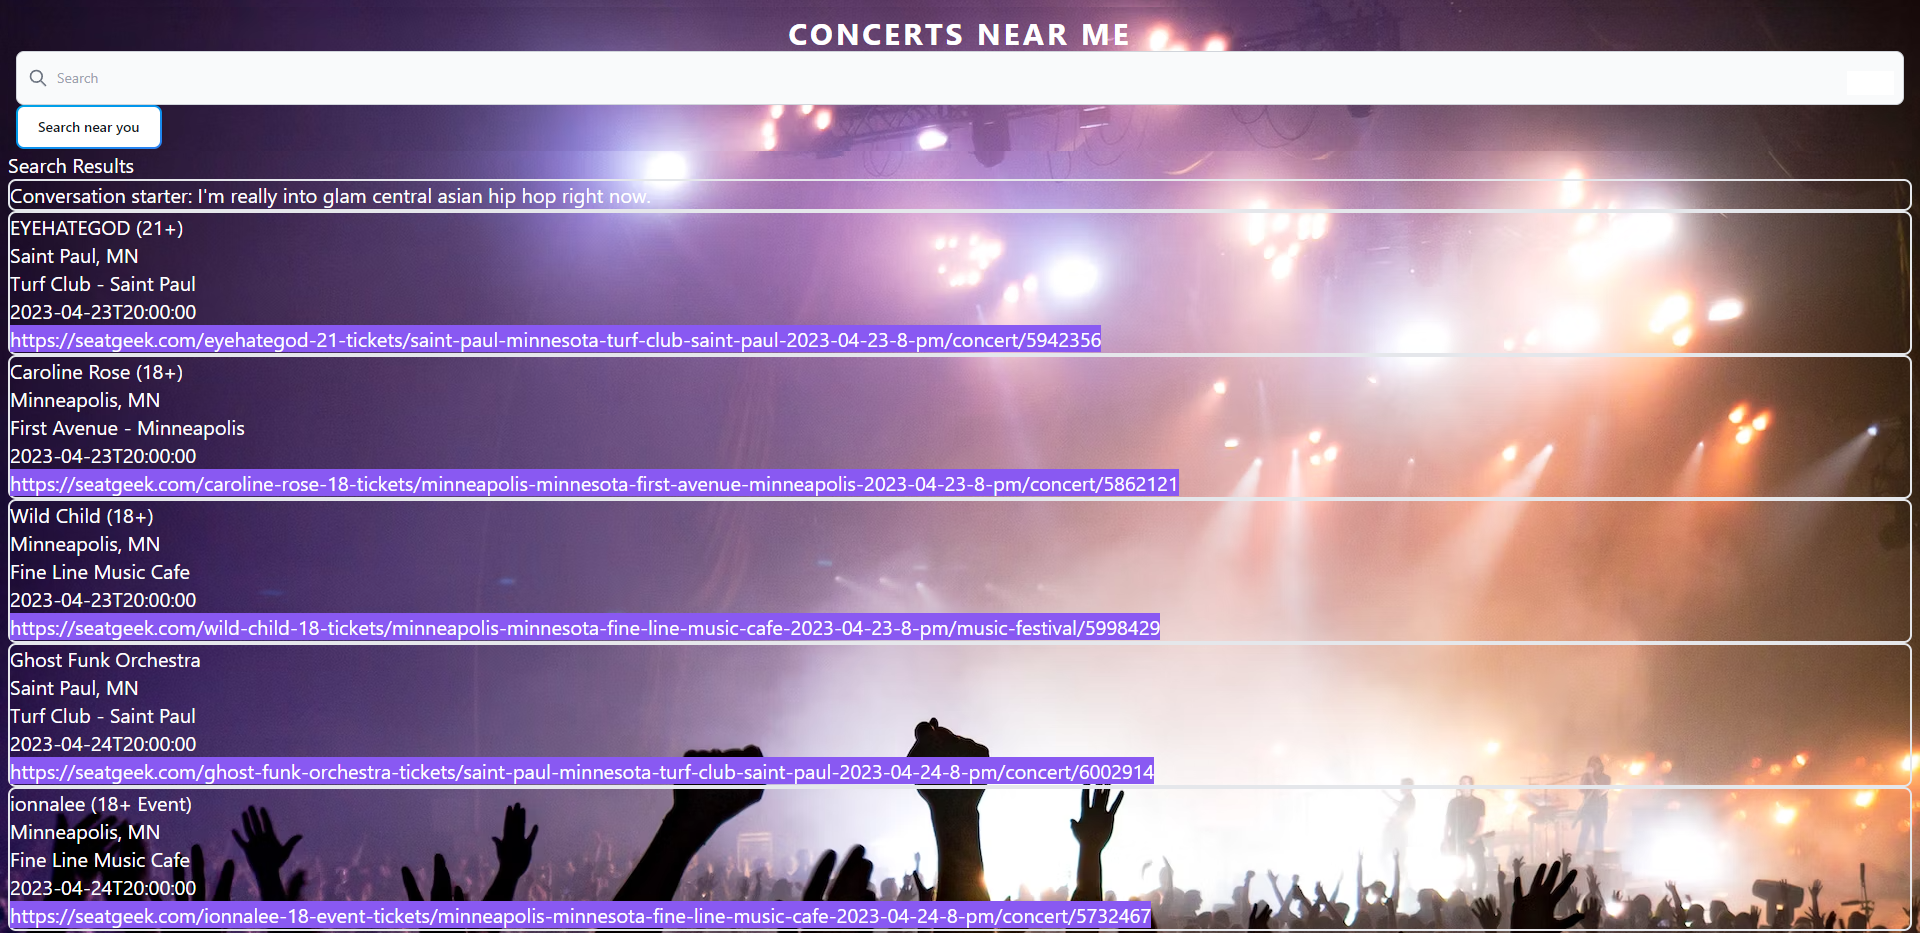 CONCERTS NEAR ME
Search
Search near you
Search Results
Conversation starter: I'm really into glam central asian hip hop right now.
EYEHATEGOD (21+)
Saint Paul, MN
Turf Club - Saint Paul
2023-04-23T20:00:00
https://seatgeek.com/eyehategod-21-tickets/saint-paul-minnesota-turf-club-saint-paul-2023-04-23-8-pm/concert/5942356
Caroline Rose (18+)
Minneapolis, MN
First Avenue - Minneapolis
2023-04-23T20:00:00
https://seatgeek.com/caroline-rose-18-tickets/minneapolis-minnesota-first-avenue-minneapolis-2023-04-23-8-pm/concert/5862121
Wild Child (18+)
Minneapolis, MN
Fine Line Music Cafe
2023-04-23T20:00:00
https://seatgeek.com/wild-child-18-tickets/minneapolis-minnesota-fine-line-music-cafe-2023-04-23-8-pm/music-festival/5998429
Ghost Funk Orchestra
Saint Paul, MN
Turf Club - Saint Paul
2023-04-24T20:00:00
https://seatgeek.com/ghost-funk-orchestra-tickets/saint-paul-minnesota-turf-club-saint-paul-2023-04-24-8-pm/concert/6002914
ionnalee (18+ Event)
Minneapolis, MN
Fine Line Music Cafe
2023-04-24T20:00:00
https://seatgeek.com/ionnalee-18-event-tickets/minneapolis-minnesota-fine-line-music-cafe-2023-04-24-8-pm/concert/5732467